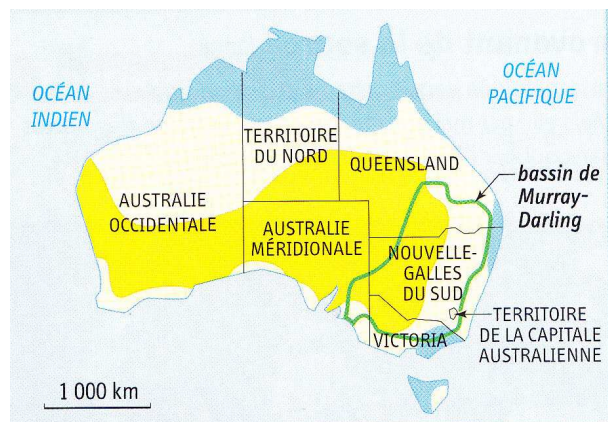 OCÉAN
INDIEN
OCÉAN
PACIFIQUE
TERRITOIRE
DU NORD
QUEENSLAND
bassin de
Murray-
Darling
AUSTRALIE
OCCIDENTALE
AUSTRALIE
MÉRIDIONALE
NOUVELLE-
GALLES
DU SUD
TERRITOIRE
DE LA CAPITALE
AUSTRALIENNE
VICTORIA
1 000 km